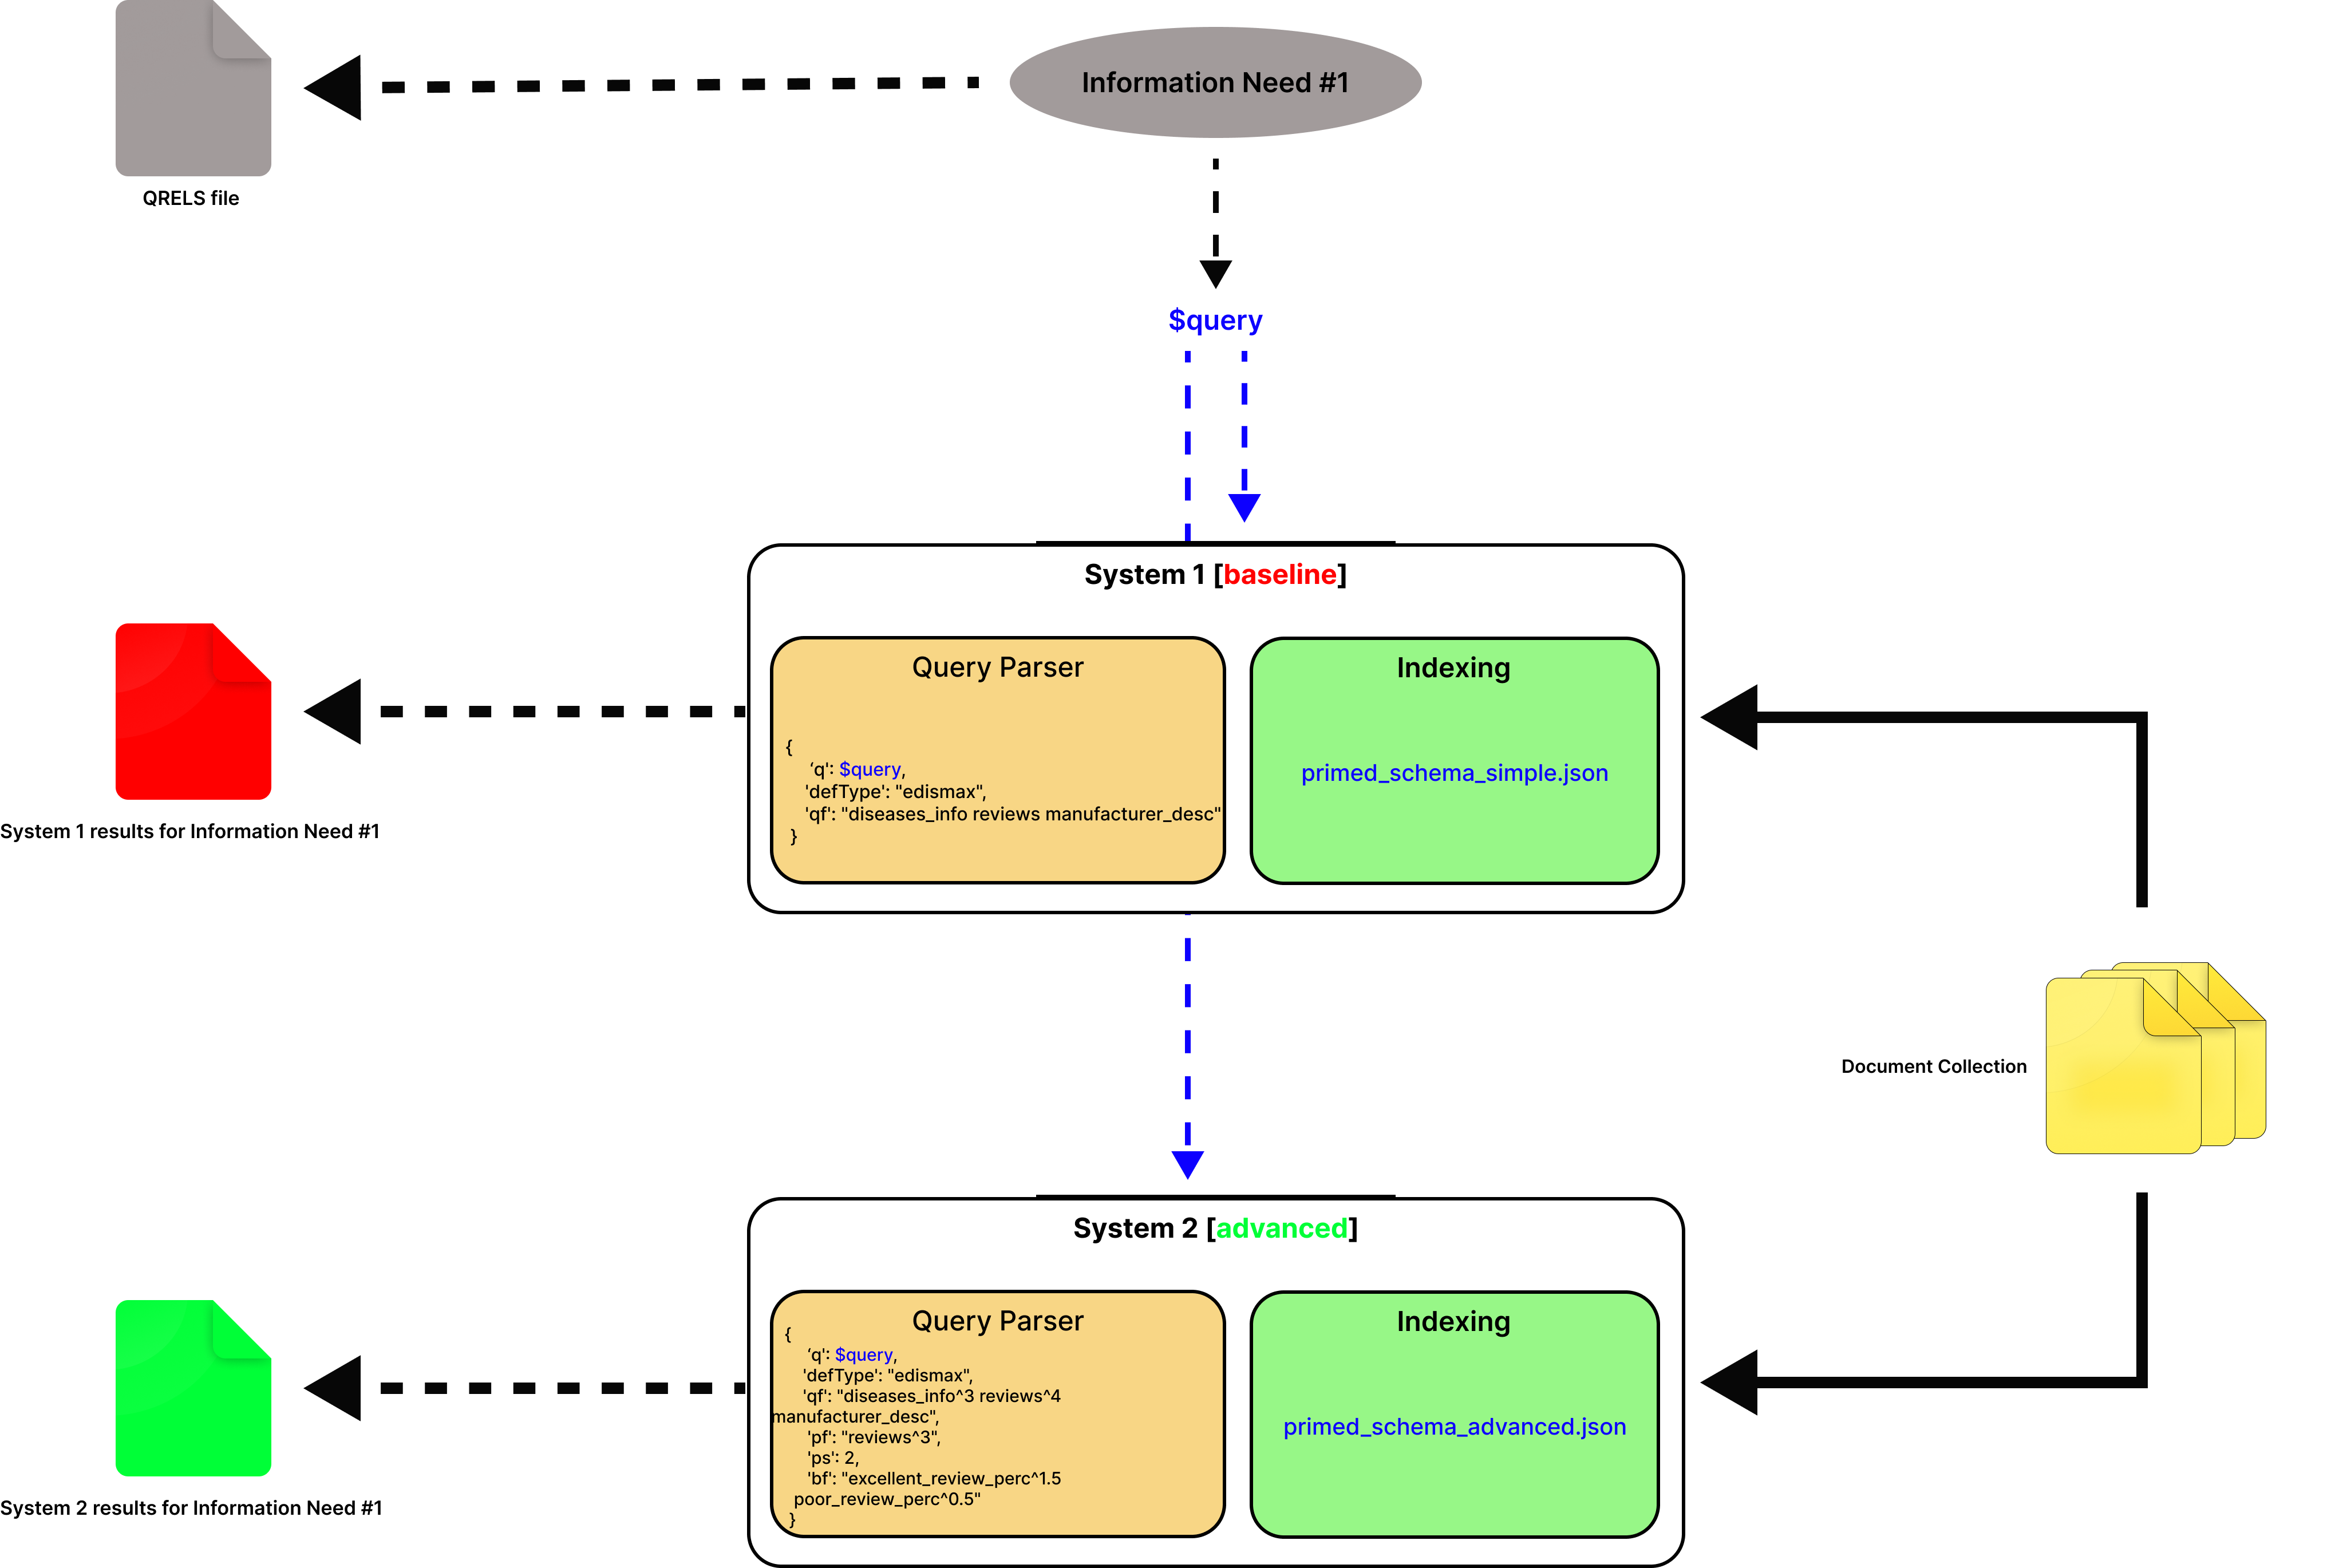 Information Need #1
QRELS file
$query
System 1 [baseline]
Query Parser
{
‘q': $query,
'defType': "edismax",
'qf': "diseases_info reviews manufacturer_desc"
}
Indexing
primed_schema_simple.json
System 1 results for Information Need #1
Document Collection
System 2 [advanced]
Query Parser
{
‘q': $query,
'defType': "edismax",
'qf': "diseases_info^3 reviews^4
manufacturer_desc",
'pf': "reviews^3",
'ps': 2,
'bf': "excellent_review_perc^1.5
poor_review_perc^0.5"
}
Indexing
primed_schema_advanced.json
System 2 results for Information Need #1